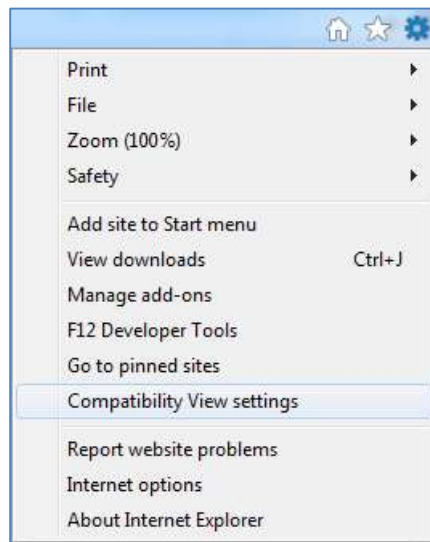 Print
File
Zoom (100%)
Safety
Add site to Start menu
View downloads Ctrl+J
Manage add-ons
F12 Developer Tools
Go to pinned sites
Compatibility View settings
Report website problems
Internet options
About Internet Explorer